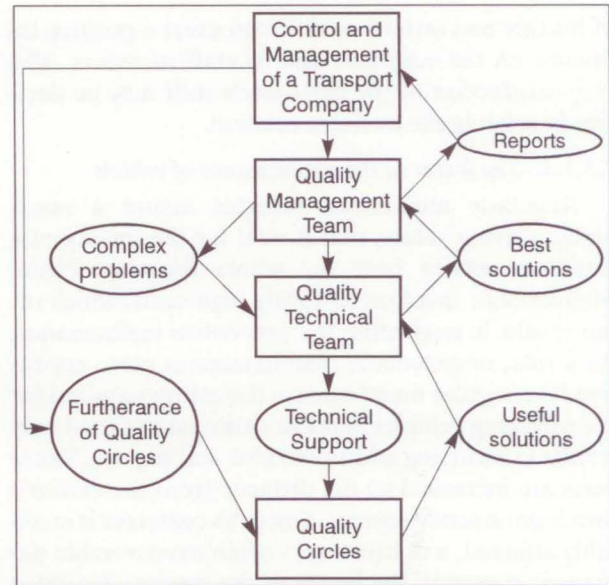 Control and
Management
of a Transport
Company
Reports
Quality
Management
Team
Complex
problems
Best
solutions
Quality
Technical
Team
Furtherance
of Quality
Circles
Technical
Support
Useful
solutions
Quality
Circles